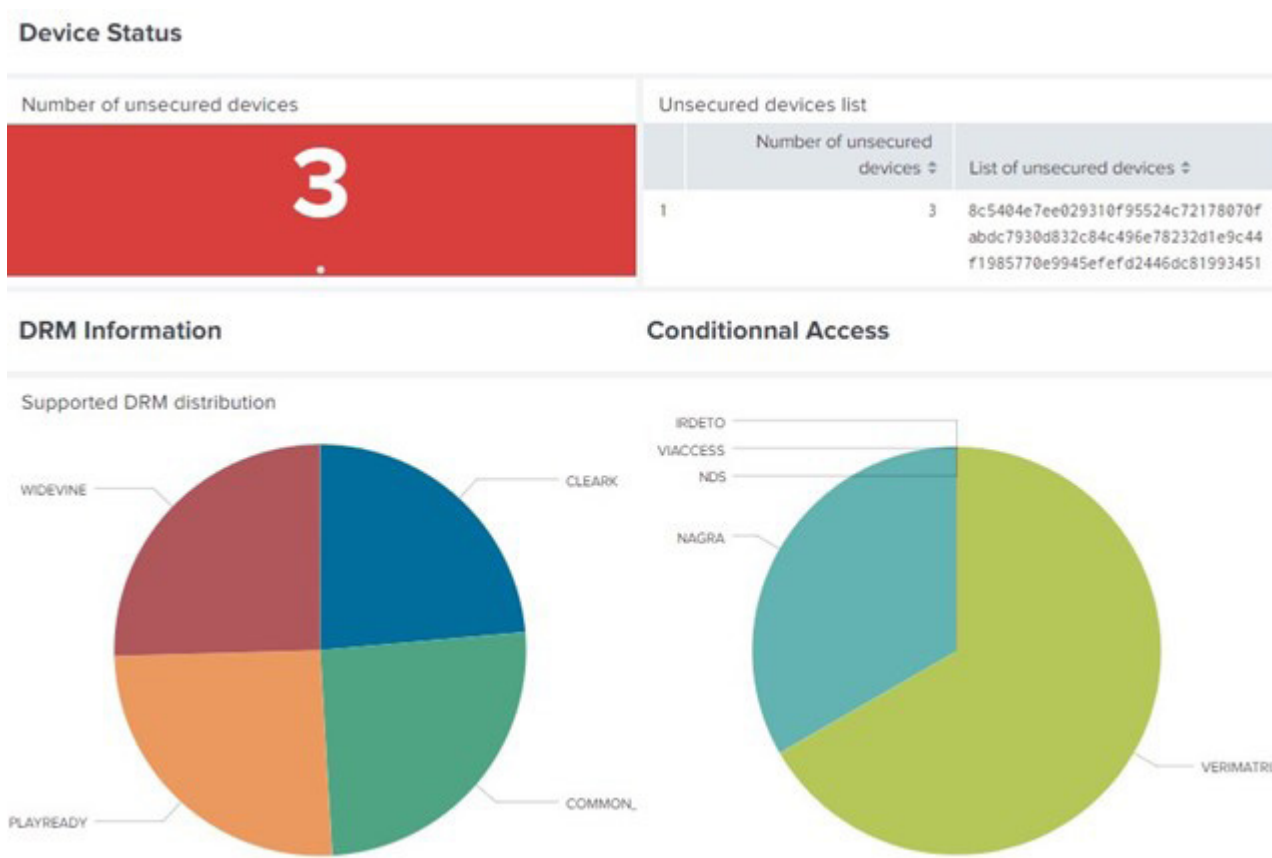 Device Status
Number of unsecured devices
3
.
Unsecured devices list
Number of unsecured
devices
List of unsecured devices
1
3
8c5404e7ee029310f95524c72178070f
abdc7930d832c84c496e78232d1e9c44
f1985770e9945efefd2446dc81993451
DRM Information
Supported DRM distribution
WIDEVINE
CLEARK
PLAYREADY
COMMON_
Conditionnal Access
IRDETO
VIACCESS
NDS
NAGRA
VERIMATRI